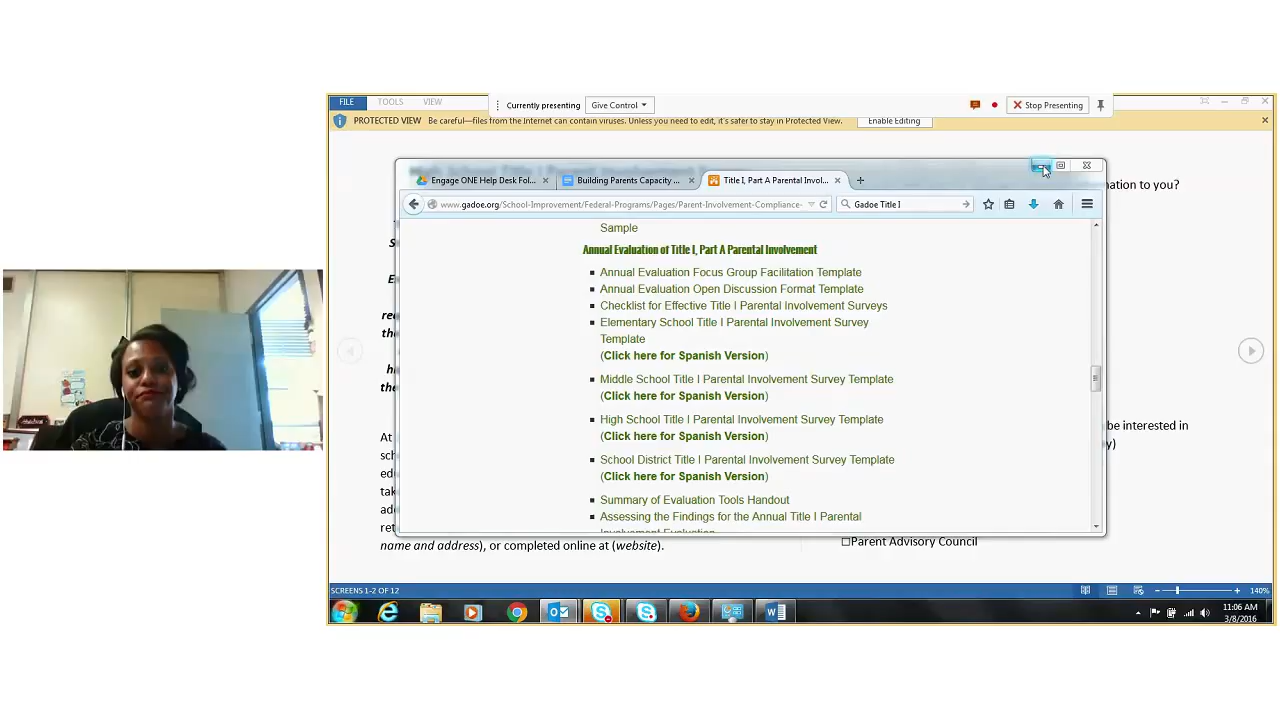 FILE TOOLS VIEW
Currently presenting Give Control Stop Presenting
PROTECTED VIEW Be careful—files from the Internet can contain viruses. Unless you need to edit, it's safer to stay in Protected View. Enable Editing
Engage ONE Help Desk Fol... Building Parents Capacity ... Title I, Part A Parental Invol...
www.gadoe.org/School-Improvement/Federal-Programs/Pages/Parent-Involvement-Compliance- Gadoe Title I
Sample
Annual Evaluation of Title I, Part A Parental Involvement
Annual Evaluation Focus Group Facilitation Template
Annual Evaluation Open Discussion Format Template
Checklist for Effective Title I Parental Involvement Surveys
Elementary School Title I Parental Involvement Survey
Template
(Click here for Spanish Version)
Middle School Title I Parental Involvement Survey Template
(Click here for Spanish Version)
High School Title I Parental Involvement Survey Template
(Click here for Spanish Version)
School District Title I Parental Involvement Survey Template
(Click here for Spanish Version)
Summary of Evaluation Tools Handout
Assessing the Findings for the Annual Title I Parental
Involvement Evaluation
to you?
the
At
be interested in
name and address), or completed online at (website).
Parent Advisory Council
SCREENS 1-2 OF 12 140%
11:06 AM
3/8/2016